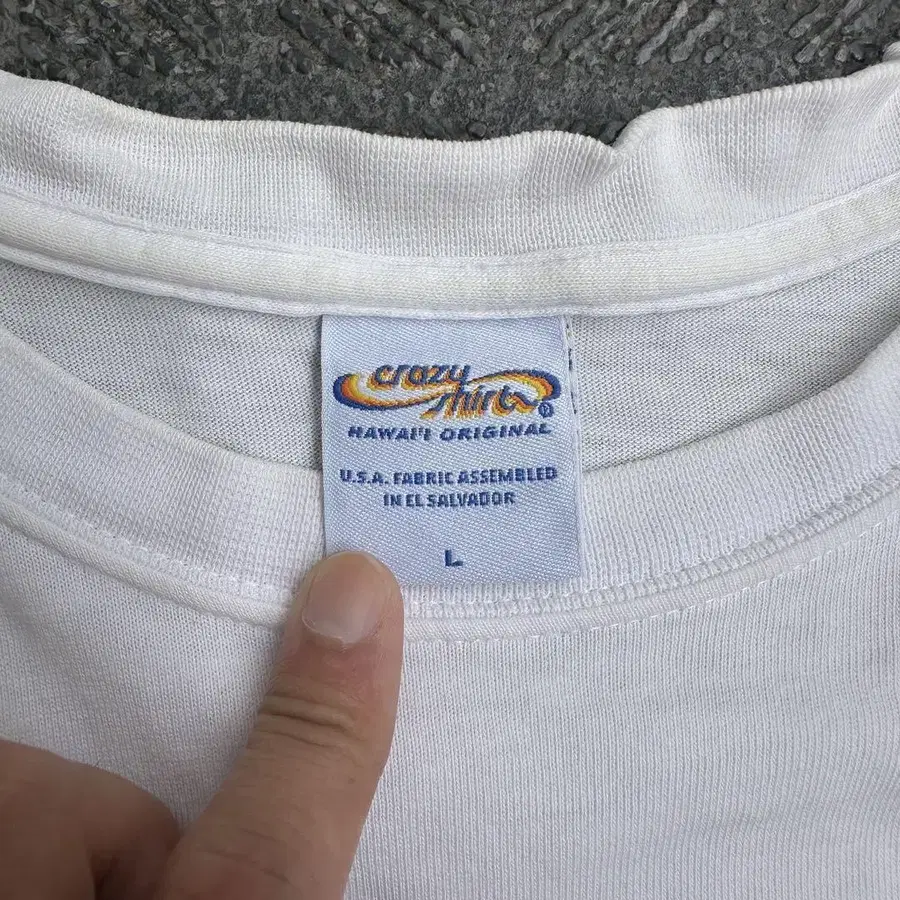 crazy
shirts®
HAWAI'I ORIGINAL
U.S.A. FABRIC ASSEMBLED
IN EL SALVADOR
L